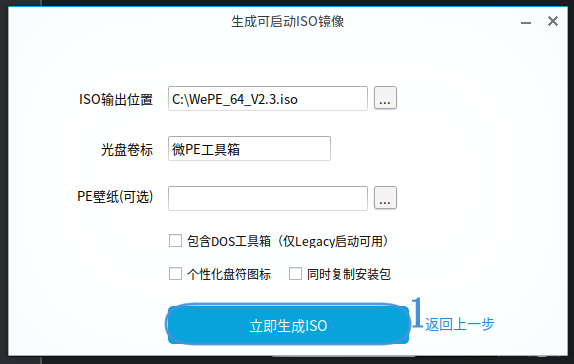 生成可启动ISO镜像
ISO输出位置 C:\WePE_64_V2.3.iso ...
光盘卷标 微PE工具箱
PE壁纸(可选) ...
包含DOS工具箱（仅Legacy启动可用）
个性化盘符图标 同时复制安装包
立即生成ISO 1 返回上一步